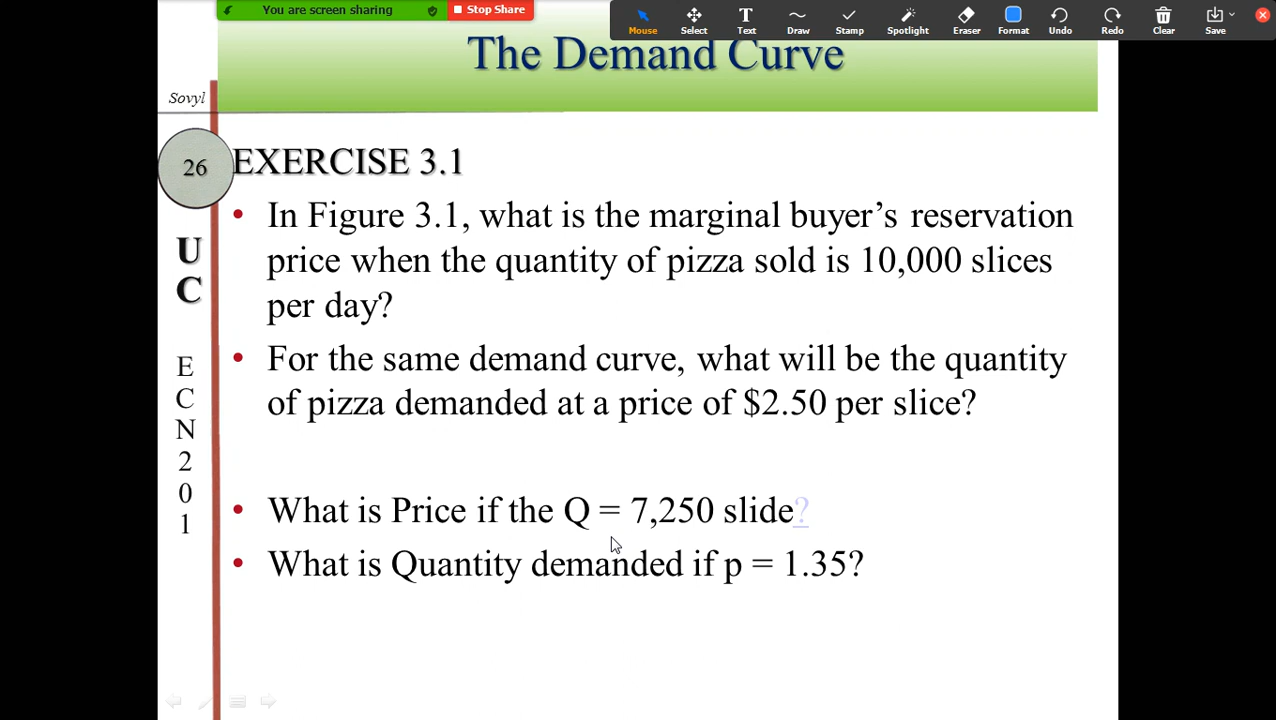 You are screen sharing
Stop Share
Mouse
Select
Text
Draw
Stamp
Spotlight
Eraser
Format
Undo
Redo
Clear
Save
The Demand Curve
Sovyl
26
EXERCISE 3.1
• In Figure 3.1, what is the marginal buyer’s reservation
price when the quantity of pizza sold is 10,000 slices
per day?
• For the same demand curve, what will be the quantity
of pizza demanded at a price of $2.50 per slice?
• What is Price if the Q = 7,250 slide?
• What is Quantity demanded if p = 1.35?
U
C
E
C
N
2
0
1